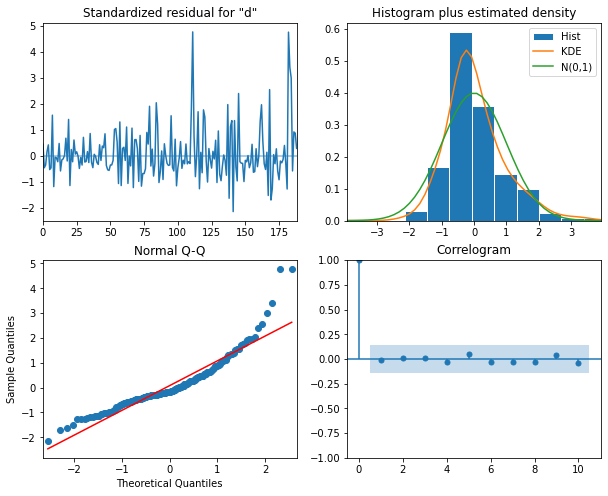 Standardized residual for "d"
5
4
3
2
1
0
−1
−2
0 25 50 75 100 125 150 175
Histogram plus estimated density
Hist
KDE
N(0,1)
0.6
0.5
0.4
0.3
0.2
0.1
0.0
−3 −2 −1 0 1 2 3
Normal Q-Q
Sample Quantiles
5
4
3
2
1
0
−1
−2
−2 −1 0 1 2
Theoretical Quantiles
Correlogram
1.00
0.75
0.50
0.25
0.00
−0.25
−0.50
−0.75
−1.00
0 2 4 6 8 10